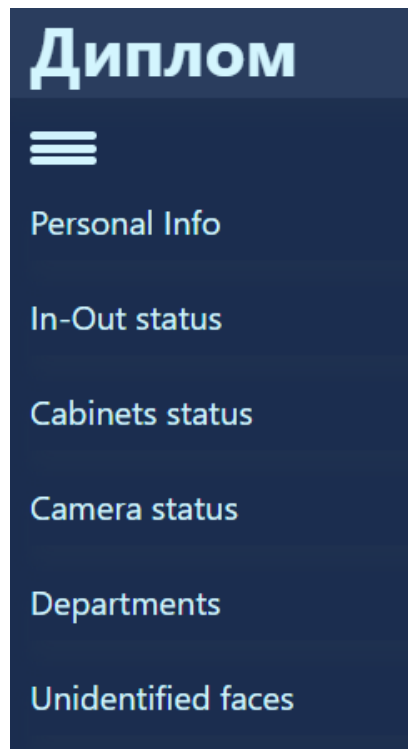 Диплом
Personal Info
In-Out status
Cabinets status
Camera status
Departments
Unidentified faces